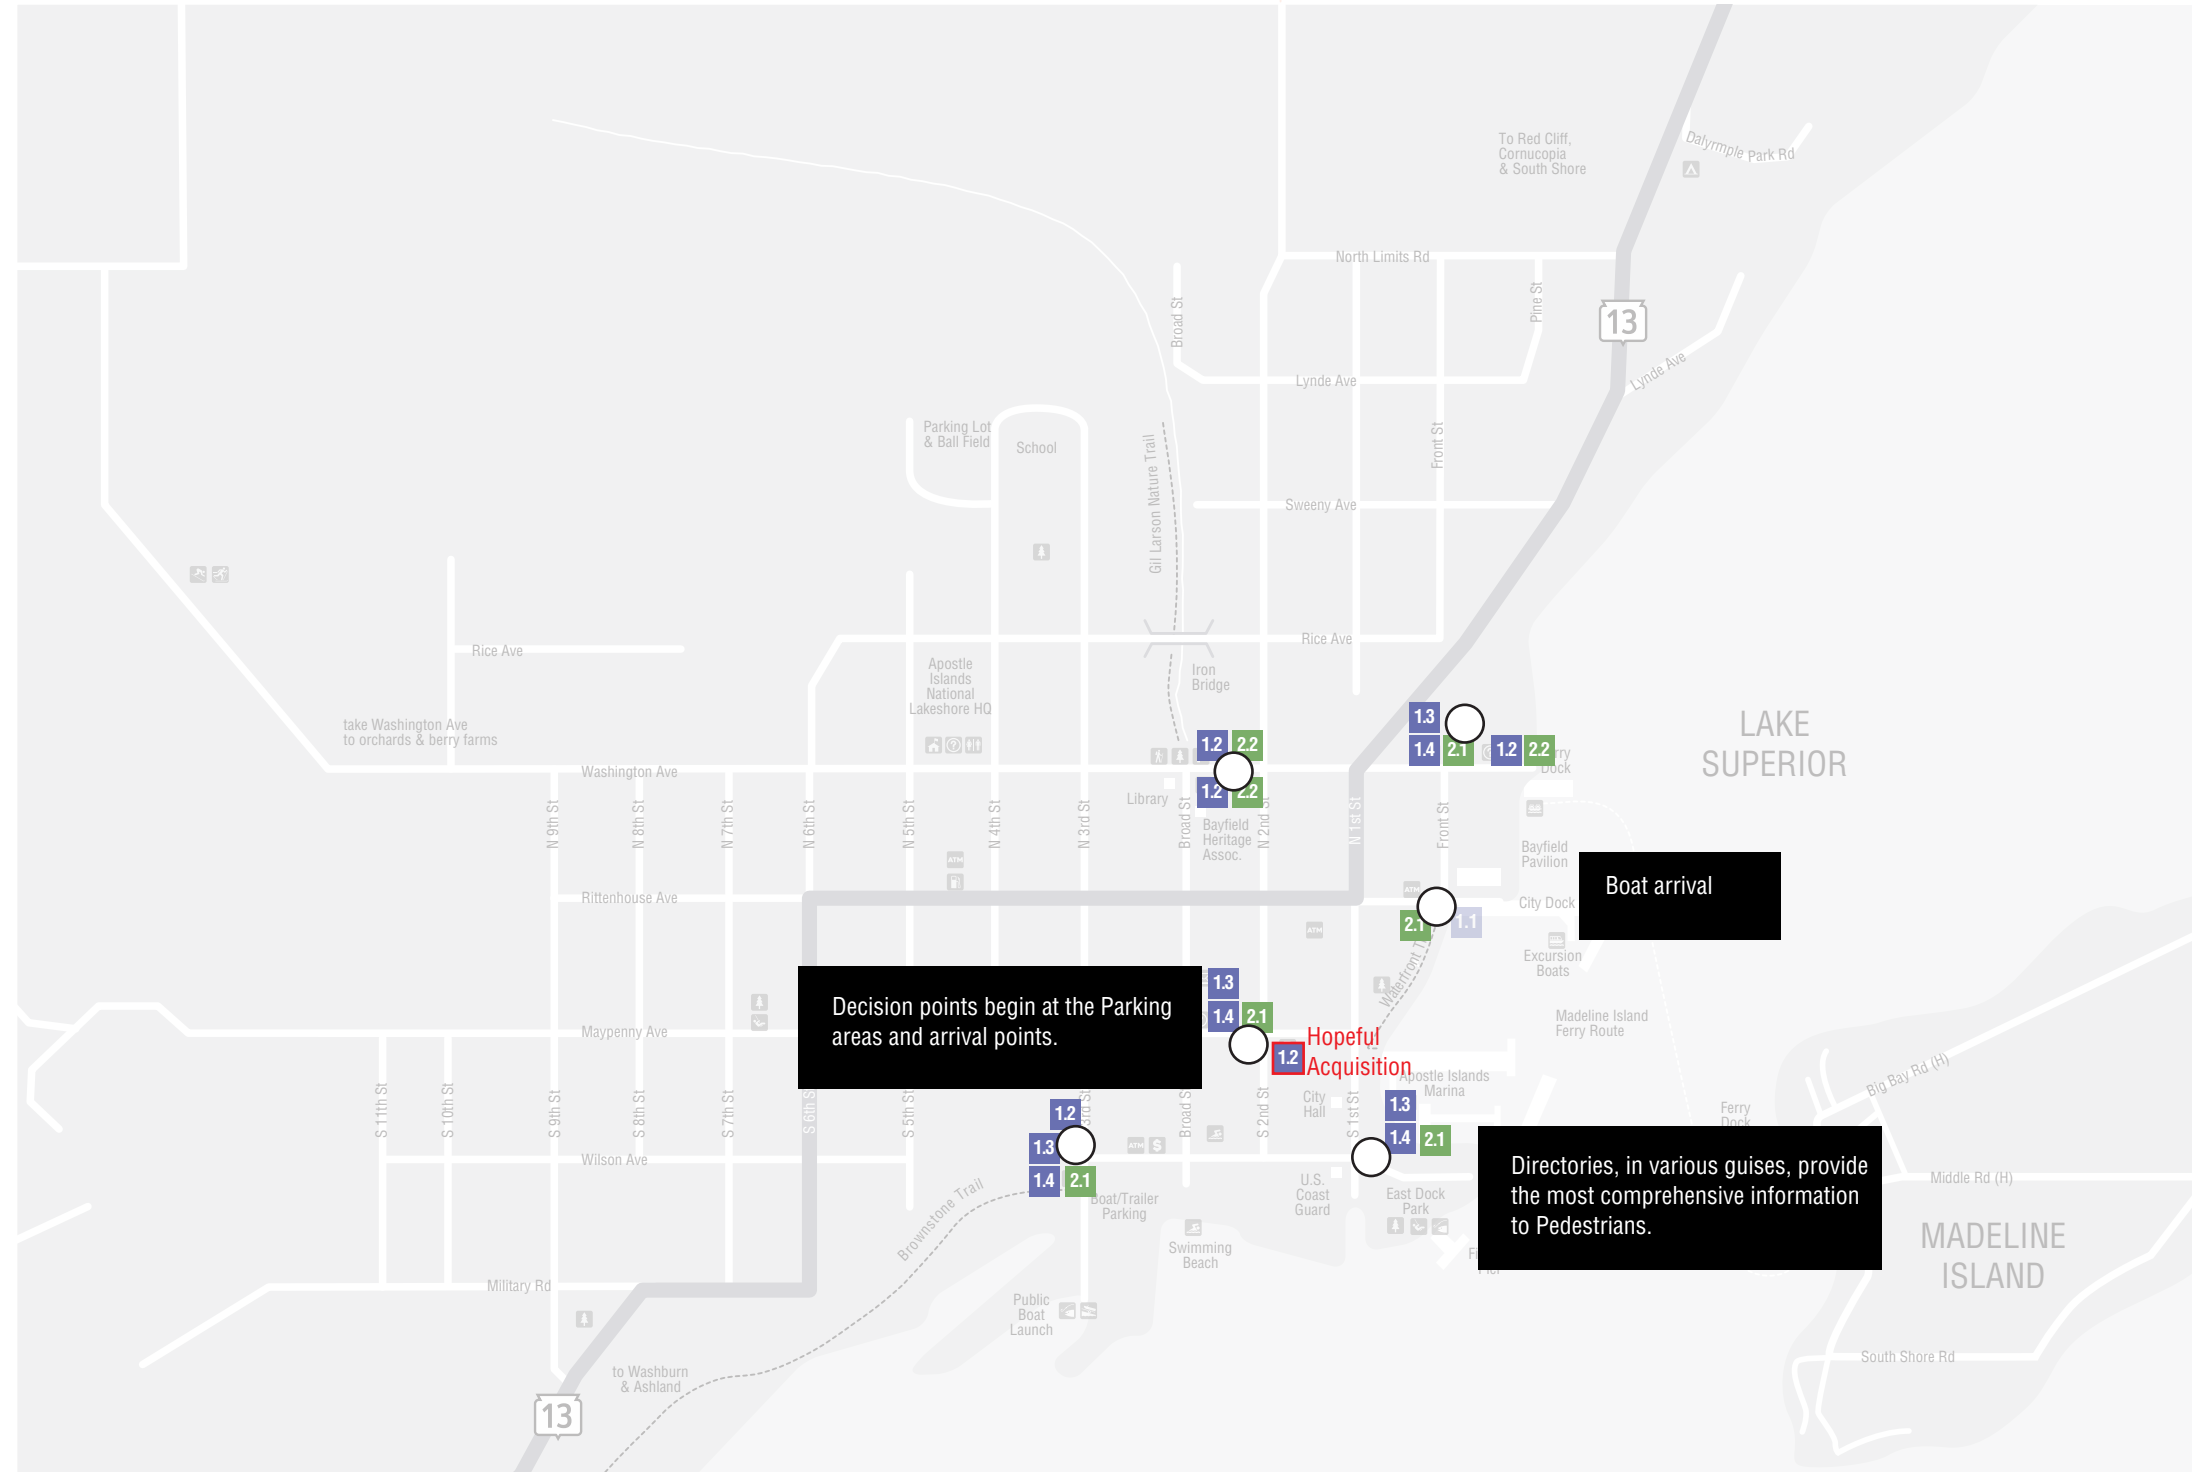 To Red Cliff,
Cornucopia
& South Shore
Dalyrmple Park Rd
North Limits Rd
Broad St
Pine St
13
Lynde Ave
Lynde Ave
Parking Lot
& Ball Field
School
Front St
Gil Larson Nature Trail
Sweeny Ave
Rice Ave
Rice Ave
Apostle
Islands
National
Lakeshore HQ
Iron
Bridge
take Washington Ave
to orchards & berry farms
LAKE
SUPERIOR
1.3
1.4
2.1
1.2
2.2
1.2
2.2
1.2
2.2
Dock
Washington Ave
Library
N 9th St
N 8th St
N 7th St
N 6th St
N 5th St
N 4th St
N 3rd St
Broad St
N 2nd St
N 1st St
Front St
Bayfield
Heritage
Assoc.
Bayfield
Pavilion
ATM
Rittenhouse Ave
ATM
City Dock
2.1
1.1
Boat arrival
ATM
Excursion
Boats
Decision points begin at the Parking
areas and arrival points.
1.3
1.4
2.1
1.2
Hopeful
Acquisition
Madeline Island
Ferry Route
Maypenny Ave
Apostle Islands
Marina
Big Bay Rd (H)
S 11th St
S 10th St
S 9th St
S 8th St
S 7th St
S 5th St
3rd St
S 2nd St
S 1st St
City
Hall
1.3
1.4
2.1
Ferry
Dock
1.2
1.3
1.4
2.1
ATM
$
Wilson Ave
Directories, in various guises, provide
the most comprehensive information
to Pedestrians.
Middle Rd (H)
U.S.
Coast
Guard
East Dock
Park
Boat/Trailer
Parking
Brownstone Trail
MADELINE
ISLAND
Swimming
Beach
Military Rd
Public
Boat
Launch
South Shore Rd
to Washburn
& Ashland
13